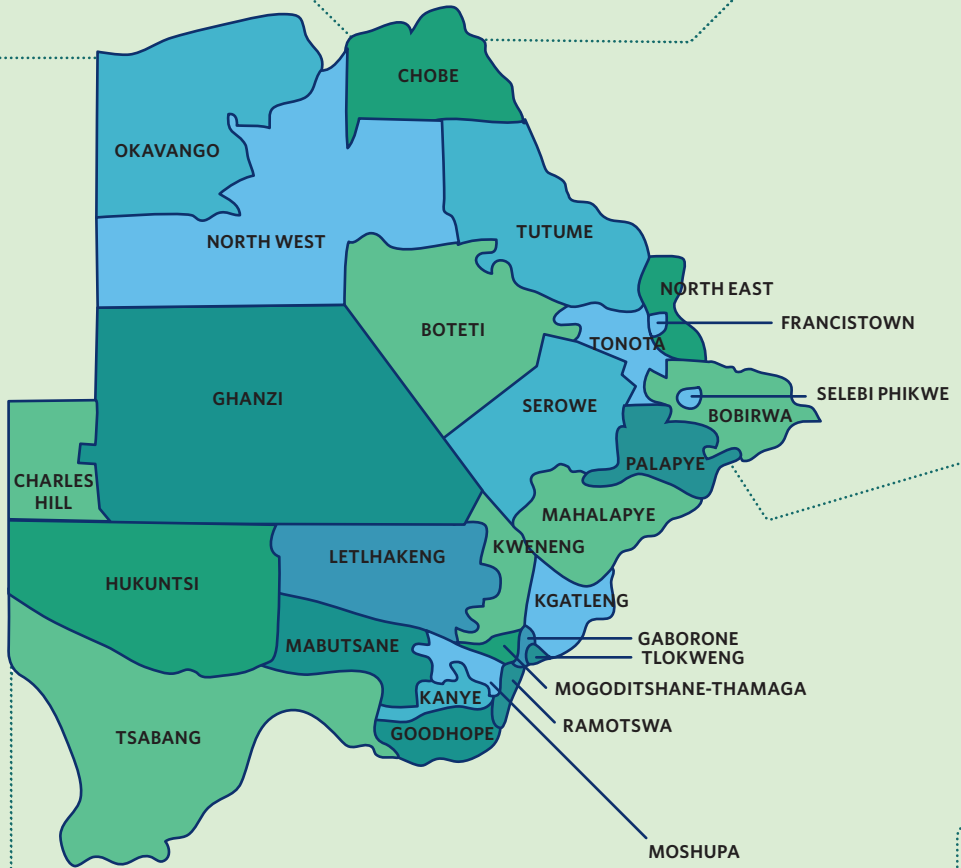 CHOBE
OKAVANGO
TUTUME
NORTH WEST
NORTH EAST
FRANCISTOWN
BOTETI
TONOTA
SELEBI PHIKWE
GHANZI
SEROWE
BOBIRWA
PALAPYE
CHARLES
HILL
MAHALAPYE
KWENENG
LETLHAKENG
HUKUNTSI
KGATLENG
GABORONE
MABUTSANE
TLOKWENG
MOGODITSHANE-THAMAGA
KANYE
RAMOTSWA
GOODHOPE
TSABANG
MOSHUPA